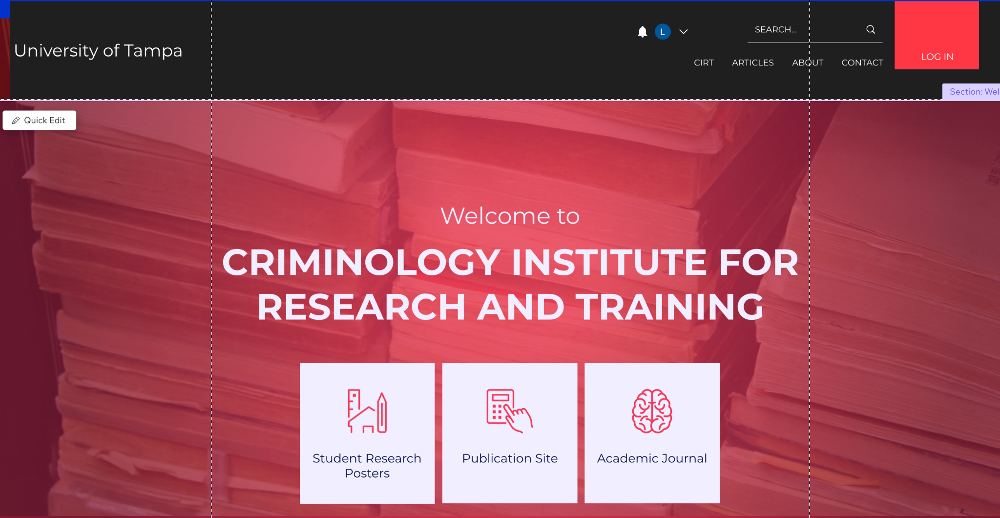 University of Tampa
L
SEARCH...
CIRT ARTICLES ABOUT CONTACT
LOG IN
Section: Wel
Quick Edit
Welcome to
CRIMINOLOGY INSTITUTE FOR
RESEARCH AND TRAINING
Student Research
Posters
Publication Site
Academic Journal